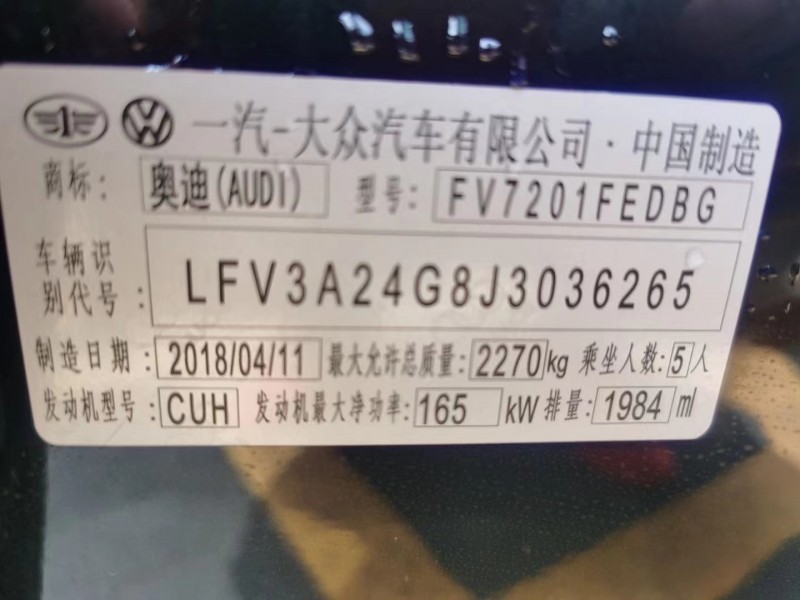 一汽-大众汽车有限公司·中国制造
商标: 奥迪(AUDI) 型号: FV7201FEDBG
车辆识
别代号: LFV3A24G8J3036265
制造日期: 2018/04/11 最大允许总质量: 2270kg 乘坐人数: 5人
发动机型号: CUH 发动机最大净功率: 165 kW 排量: 1984 ml